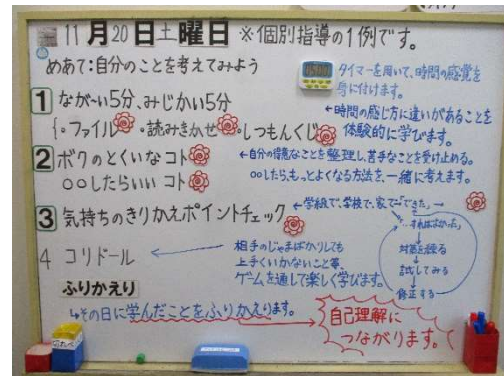 11月20日土曜日 ※個別指導の1例です。
めあて:自分のことを考えてみよう
タイマーを用いて、時間の感覚を
身に付けます。
1 なが〜い5分、みじかい5分
{・ファイル ・読みきかせ ・しつもんくじ
←時間の感じ方に違いがあることを
体験的に学びます。
2 ボクのとくいなコト
〇〇したらいい コト
←自分の得意なことを整理し、苦手なことを受け止める。
〇〇したら、もっとよくなる方法を、一緒に考えます。
3 気持ちのきりかえポイントチェック
←学級で、学校で、家で…「できた。」
「…すればよかった。」
対策を練る
↓
試してみる
↓
修正する
4 コリドール
相手のじゃまばかりしても
上手くいかないこと等、
ゲームを通して楽しく学びます。
ふりかえり
↳その日に学んだことをふりかえります。
自己理解に
つながります。